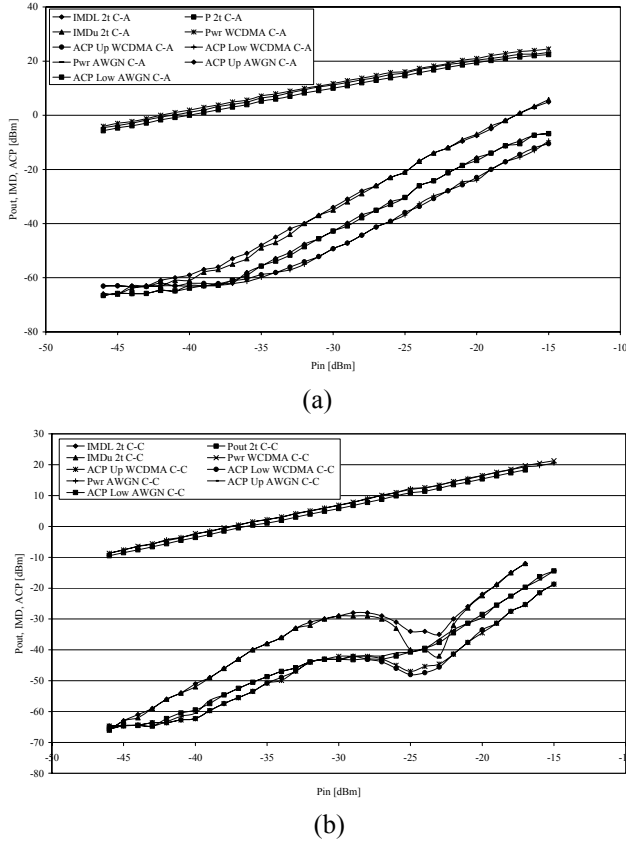 IMDL 2t C-A
P 2t C-A
IMDu 2t C-A
Pwr WCDMA C-A
ACP Up WCDMA C-A
ACP Low WCDMA C-A
Pwr AWGN C-A
ACP Up AWGN C-A
ACP Low AWGN C-A
40
20
0
-20
-40
-60
-80
Pout, IMD, ACP [dBm]
-50
-45
-40
-35
-30
-25
-20
-15
-10
Pin [dBm]
(a)
IMDL 2t C-C
Pout 2t C-C
IMDu 2t C-C
Pwr WCDMA C-C
ACP Up WCDMA C-C
ACP Low WCDMA C-C
Pwr AWGN C-C
ACP Up AWGN C-C
ACP Low AWGN C-C
30
20
10
0
-10
-20
-30
-40
-50
-60
-70
-80
Pout, IMD, ACP [dBm]
-50
-45
-40
-35
-30
-25
-20
-15
-10
Pin [dBm]
(b)